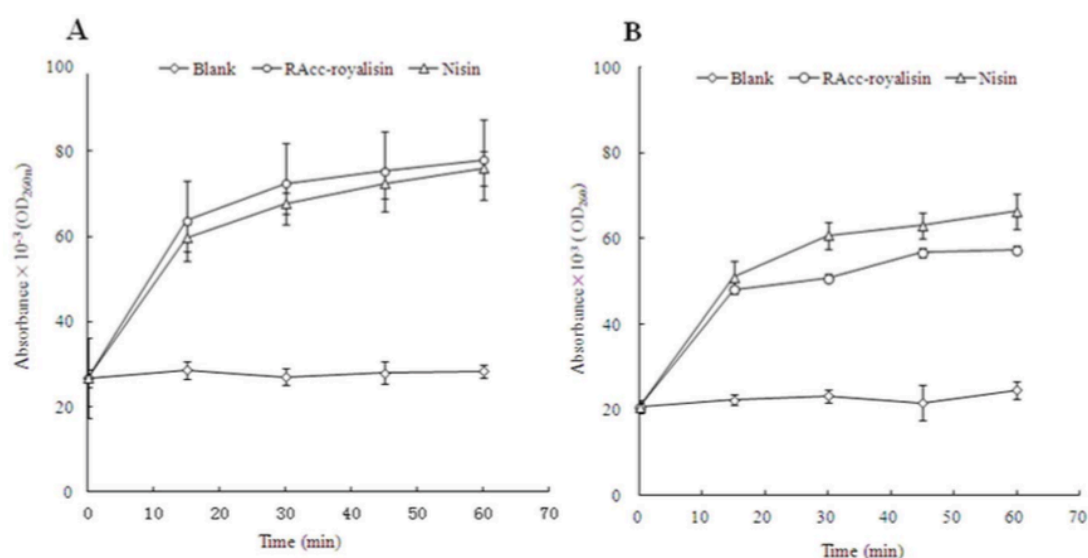 A
Blank RAcc-royalisin Nisin
100
80
60
40
20
0
Absorbance × 10⁻³ (OD₂₆₀ₙ)
0 10 20 30 40 50 60 70
Time (min)
B
Blank RAcc-royalisin Nisin
100
80
60
40
20
0
Absorbance × 10⁻³ ( OD₂₆₀)
0 10 20 30 40 50 60 70
Time (min)